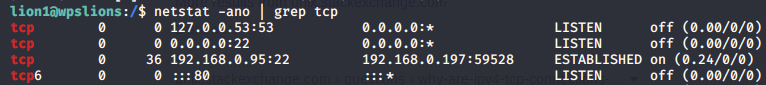 lion1@wpslions:/$ netstat -ano | grep tcp
tcp 0 0 127.0.0.53:53 0.0.0.0:* LISTEN off (0.00/0/0)
tcp 0 0 0.0.0.0:22 0.0.0.0:* LISTEN off (0.00/0/0)
tcp 0 36 192.168.0.95:22 192.168.0.197:59528 ESTABLISHED on (0.24/0/0)
tcp6 0 0 :::80 :::* LISTEN off (0.00/0/0)